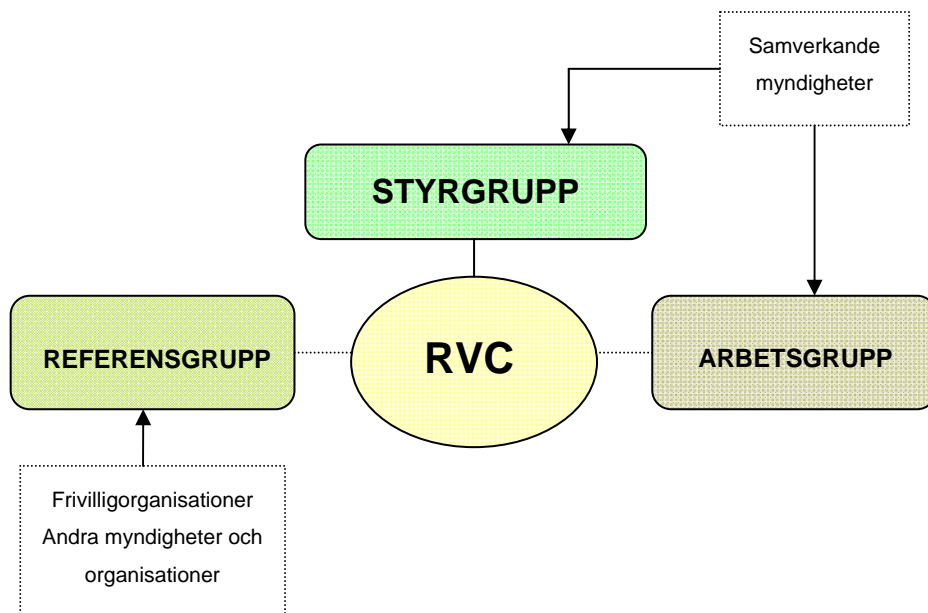 Samverkande
myndigheter
STYRGRUPP
REFERENSGRUPP
RVC
ARBETSGRUPP
Frivilligorganisationer
Andra myndigheter och
organisationer